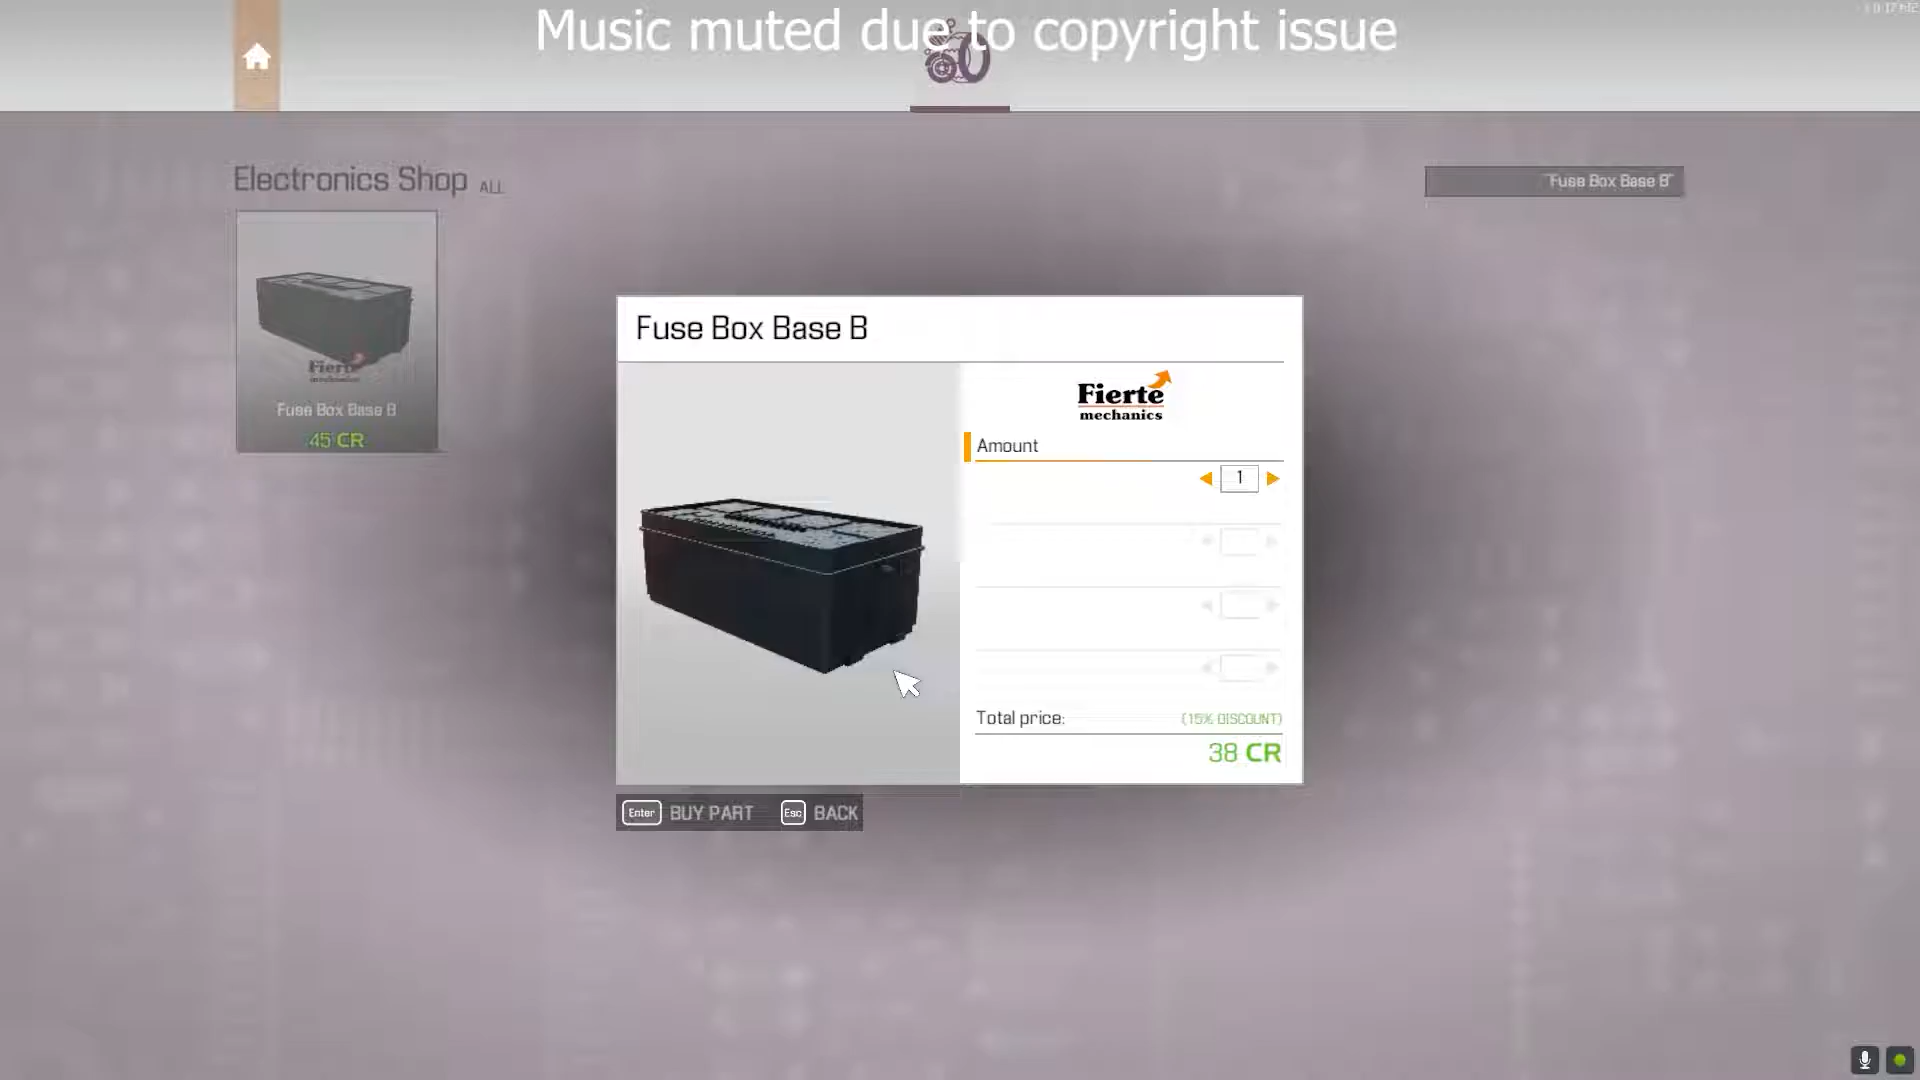 Music muted due to copyright issue
Electronics Shop ALL
"Fuse Box Base B"
Fierte
mechanics
Fuse Box Base B
45 CR
Fuse Box Base B
Fierte
mechanics
Amount
1
Total price:
(15% DISCOUNT)
38 CR
Enter BUY PART Esc BACK